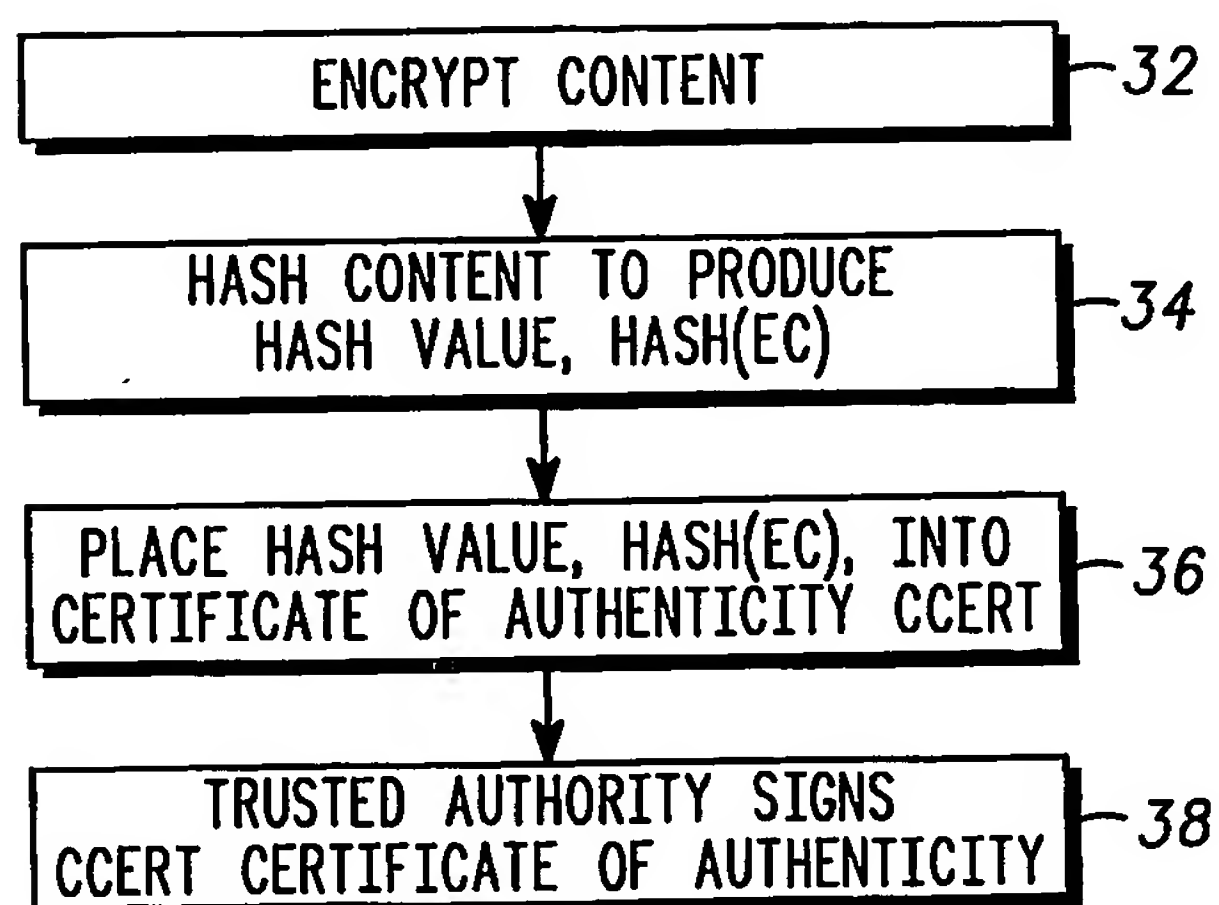 ENCRYPT CONTENT
32
HASH CONTENT TO PRODUCE
HASH VALUE, HASH(EC)
34
PLACE HASH VALUE, HASH(EC), INTO
CERTIFICATE OF AUTHENTICITY CCERT
36
TRUSTED AUTHORITY SIGNS
CCERT CERTIFICATE OF AUTHENTICITY
38